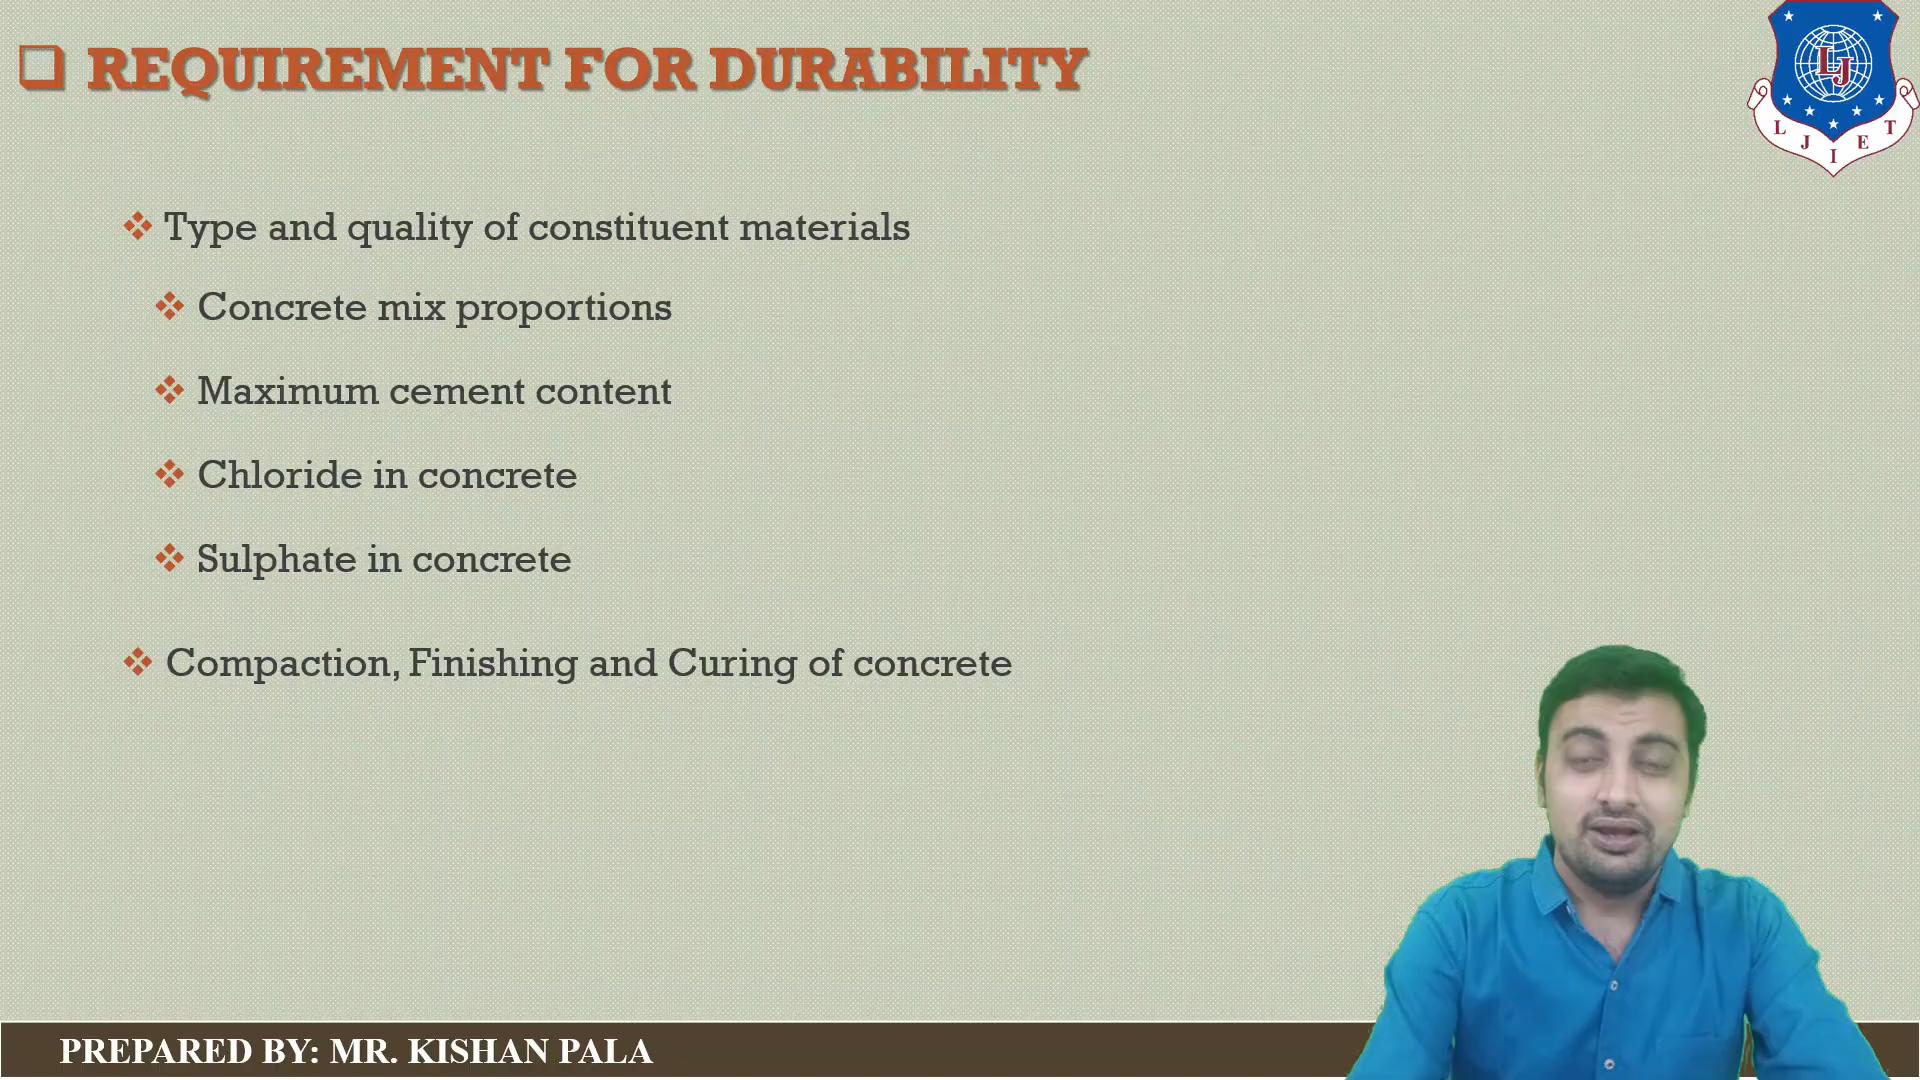 REQUIREMENT FOR DURABILITY
LJ
L J I E T
Type and quality of constituent materials
Concrete mix proportions
Maximum cement content
Chloride in concrete
Sulphate in concrete
Compaction, Finishing and Curing of concrete
PREPARED BY: MR. KISHAN PALA